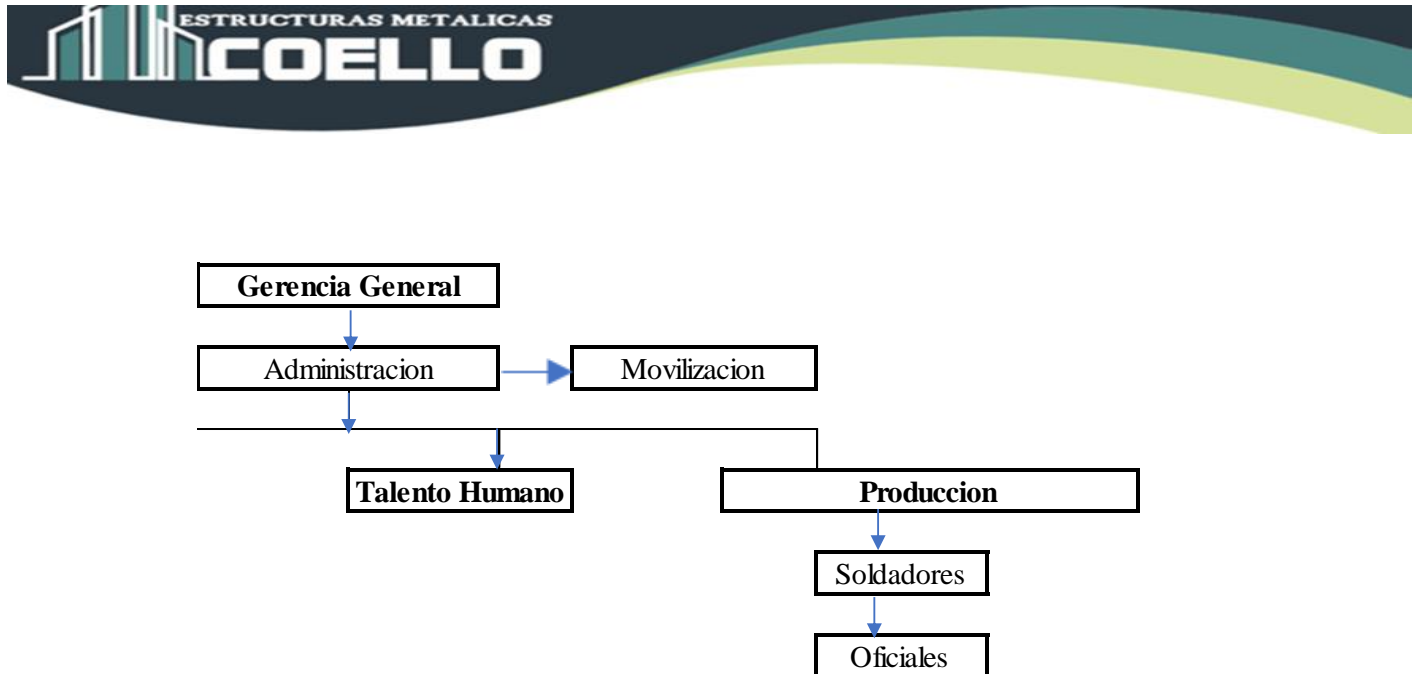 ESTRUCTURAS METALICAS
COELLO
Gerencia General
Administracion
Movilizacion
Talento Humano
Produccion
Soldadores
Oficiales